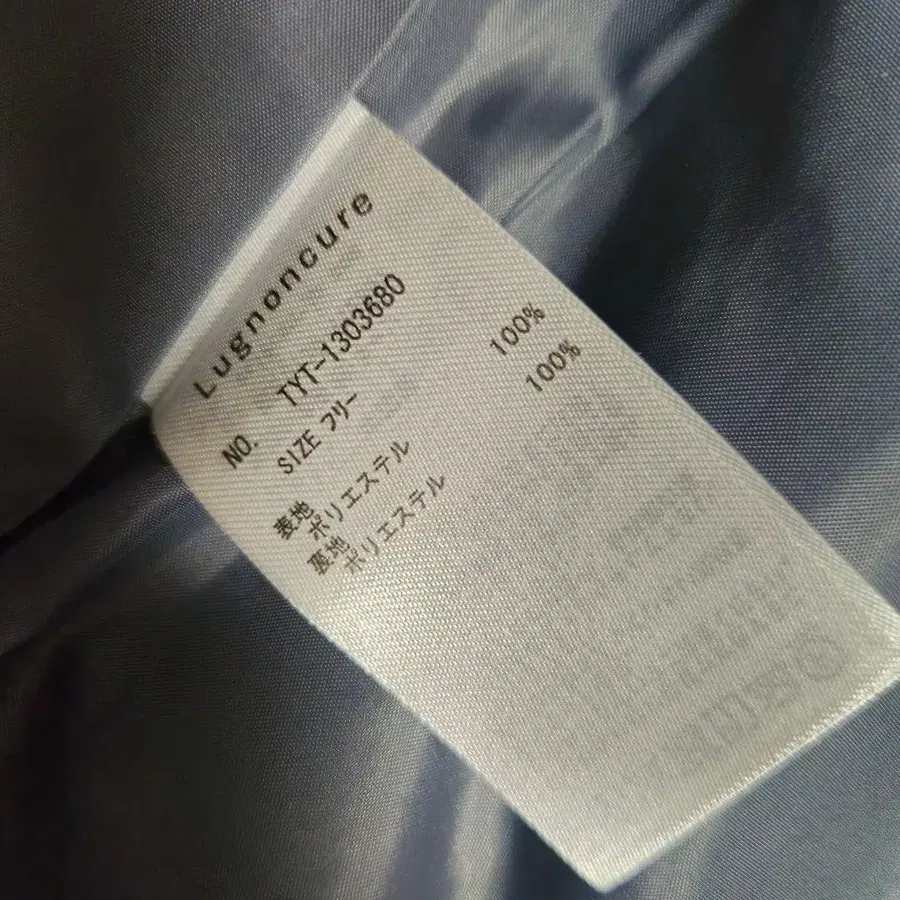 Lugnoncure
NO. TYT-1303680
SIZE フリー
表地
ポリエステル 100%
裏地
ポリエステル 100%